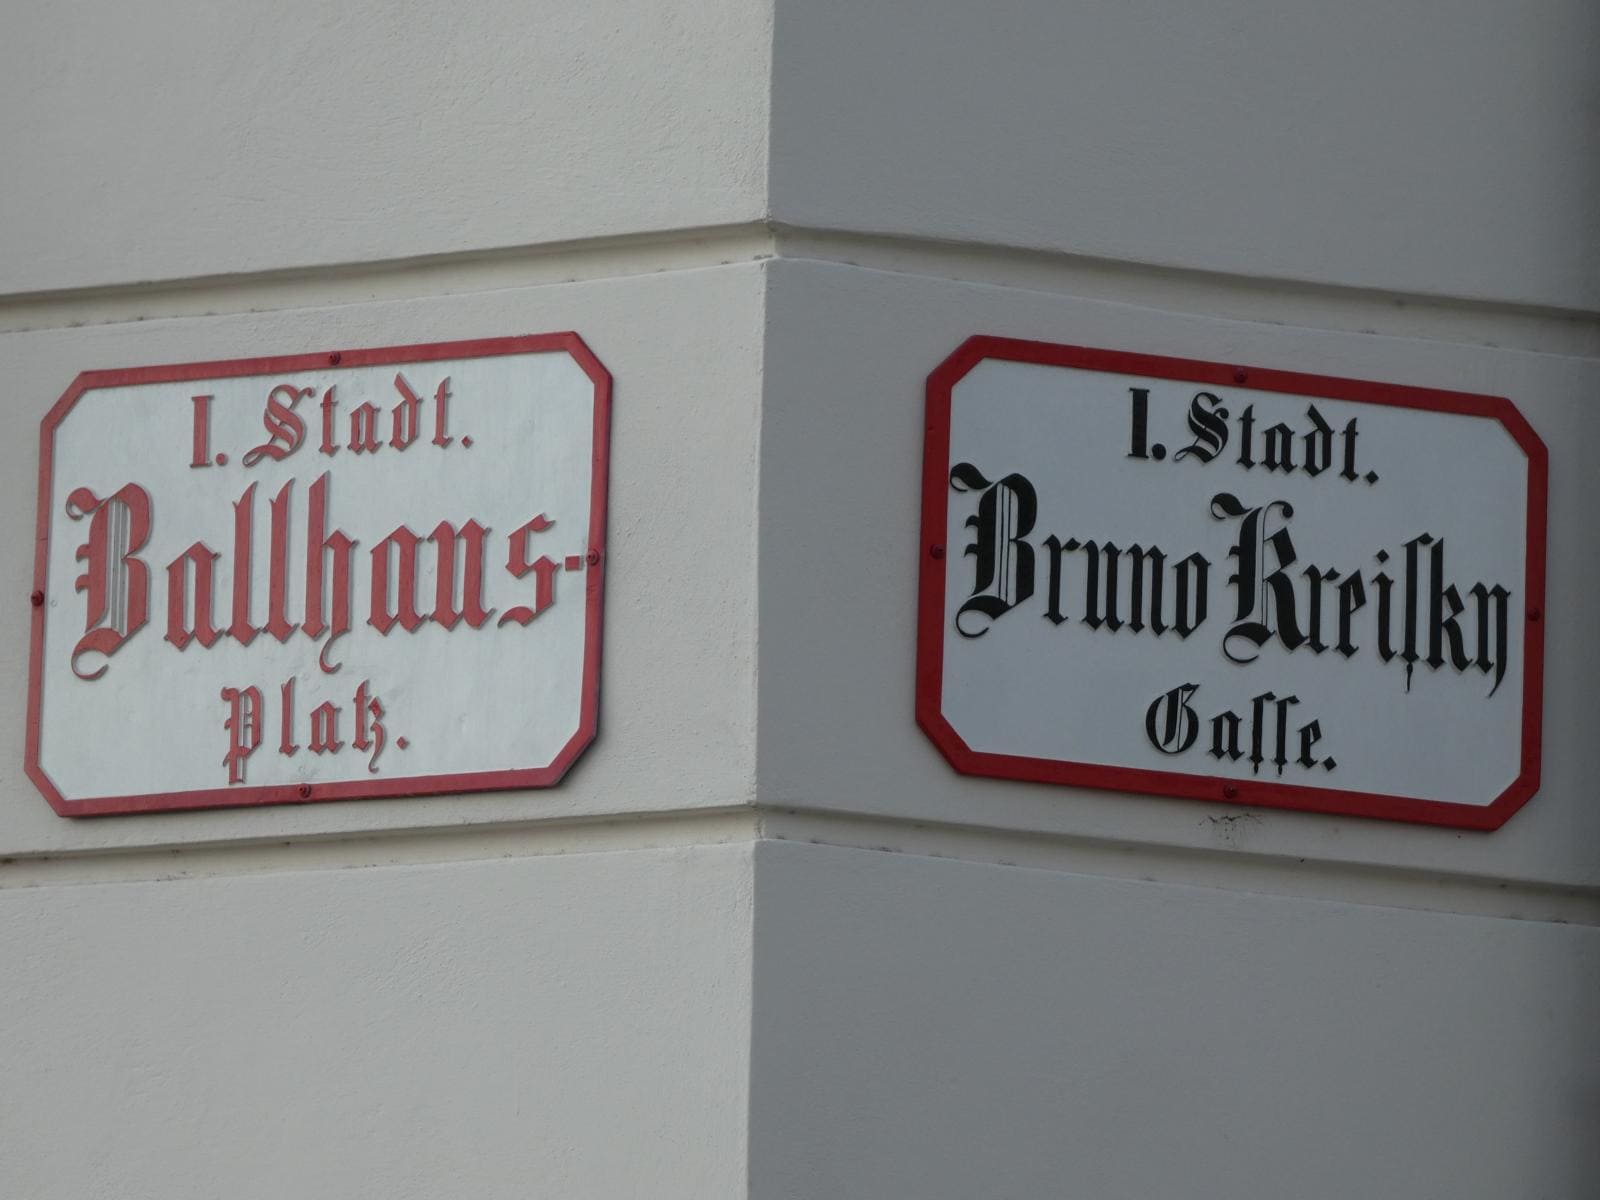 I. Stadt.
Ballhaus-
Platz.
I. Stadt.
Bruno Kreiſky
Gaſſe.